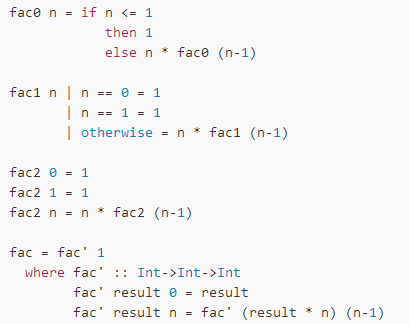 fac0 n = if n <= 1
            then 1
            else n * fac0 (n-1)

fac1 n | n == 0 = 1
       | n == 1 = 1
       | otherwise = n * fac1 (n-1)

fac2 0 = 1
fac2 1 = 1
fac2 n = n * fac2 (n-1)

fac = fac' 1
  where fac' :: Int->Int->Int
        fac' result 0 = result
        fac' result n = fac' (result * n) (n-1)